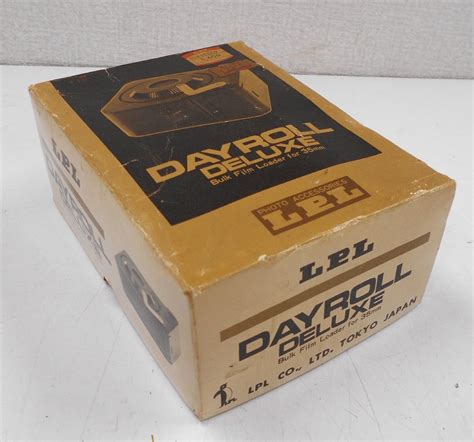 DAYROLL
DELUXE
Bulk Film Loader for 35mm
PHOTO ACCESSORIES
LPL
LPL
LPL
DAYROLL
DELUXE
Bulk Film Loader for 35mm
LPL CO., LTD. TOKYO JAPAN